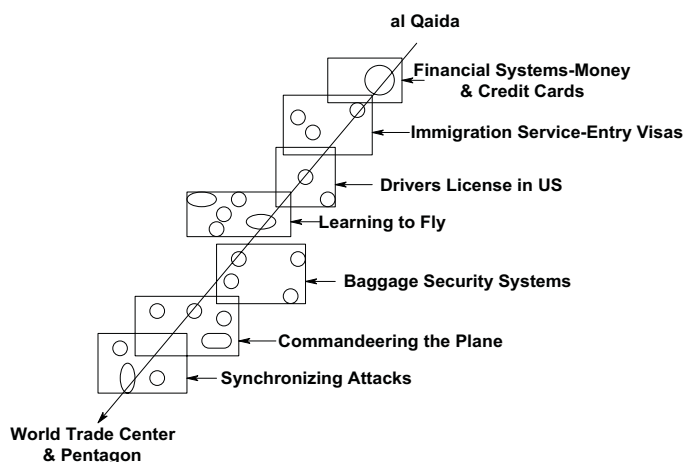 al Qaida
Financial Systems-Money
& Credit Cards
Immigration Service-Entry Visas
Drivers License in US
Learning to Fly
Baggage Security Systems
Commandeering the Plane
Synchronizing Attacks
World Trade Center
& Pentagon